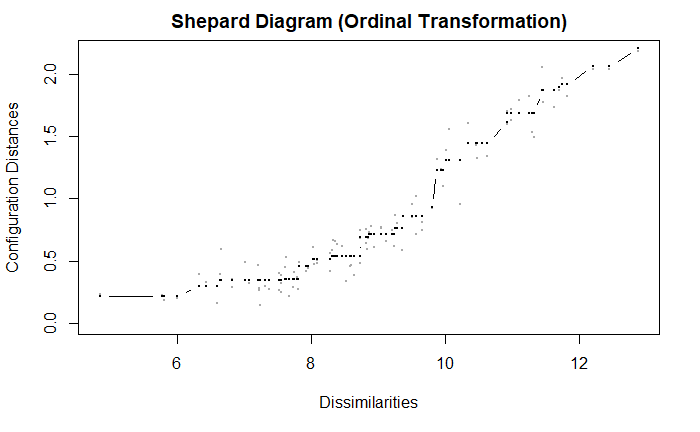 Shepard Diagram (Ordinal Transformation)
Configuration Distances
2.0
1.5
1.0
0.5
0.0
6 8 10 12
Dissimilarities